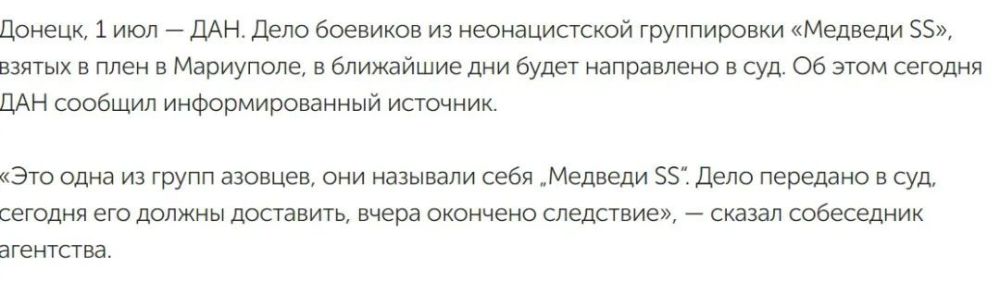 Донецк, 1 июл — ДАН. Дело боевиков из неонацистской группировки «Медведи SS»,
взятых в плен в Мариуполе, в ближайшие дни будет направлено в суд. Об этом сегодня
ДАН сообщил информированный источник.
«Это одна из групп азовцев, они называли себя „Медведи SS“. Дело передано в суд,
сегодня его должны доставить, вчера окончено следствие», — сказал собеседник
агентства.